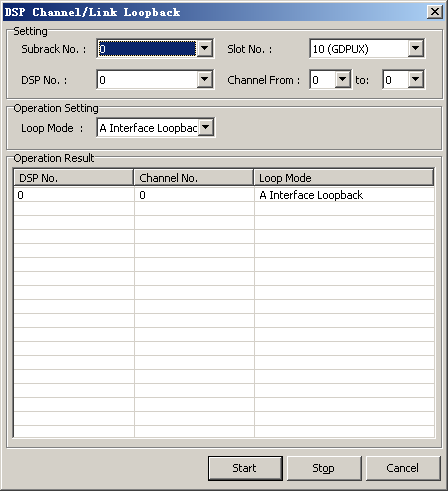 DSP Channel/Link Loopback
Setting
Subrack No. : 0 Slot No. : 10 (GDPUX)
DSP No. : 0 Channel From : 0 to: 0
Operation Setting
Loop Mode : A Interface Loopbac
Operation Result
DSP No. Channel No. Loop Mode
0 0 A Interface Loopback
Start Stop Cancel